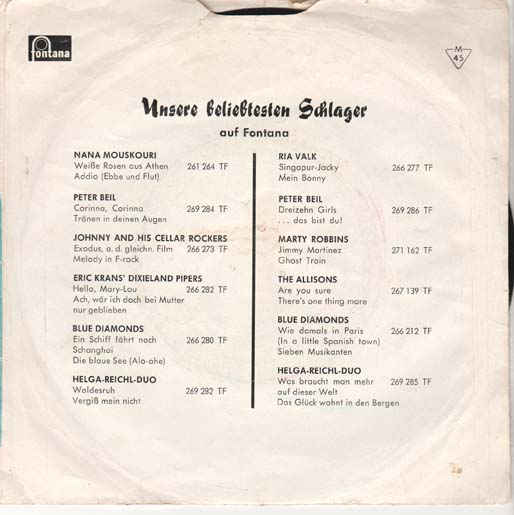 fontana
M
45
Unsere beliebtesten Schlager
auf Fontana
NANA MOUSKOURI
Weiße Rosen aus Athen 261 264 TF
Addio (Ebbe und Flut)
PETER BEIL
Corinna, Corinna 269 284 TF
Tränen in deinen Augen
JOHNNY AND HIS CELLAR ROCKERS
Exodus, a. d. gleichn. Film 266 273 TF
Melody in F-rock
ERIC KRANS' DIXIELAND PIPERS
Hello, Mary-Lou 266 282 TF
Ach, wär ich doch bei Mutter
nur geblieben
BLUE DIAMONDS
Ein Schiff fährt nach 266 280 TF
Schanghai
Die blaue See (Alo-ahe)
HELGA-REICHL-DUO
Waldesruh 269 282 TF
Vergiß mein nicht
RIA VALK
Singapur-Jacky 266 277 TF
Mein Bonny
PETER BEIL
Dreizehn Girls 269 286 TF
. . . das bist du!
MARTY ROBBINS
Jimmy Martinez 271 162 TF
Ghost Train
THE ALLISONS
Are you sure 267 139 TF
There's one thing more
BLUE DIAMONDS
Wie damals in Paris 266 212 TF
(In a little Spanish town)
Sieben Musikanten
HELGA-REICHL-DUO
Was braucht man mehr 269 285 TF
auf dieser Welt
Das Glück wohnt in den Bergen